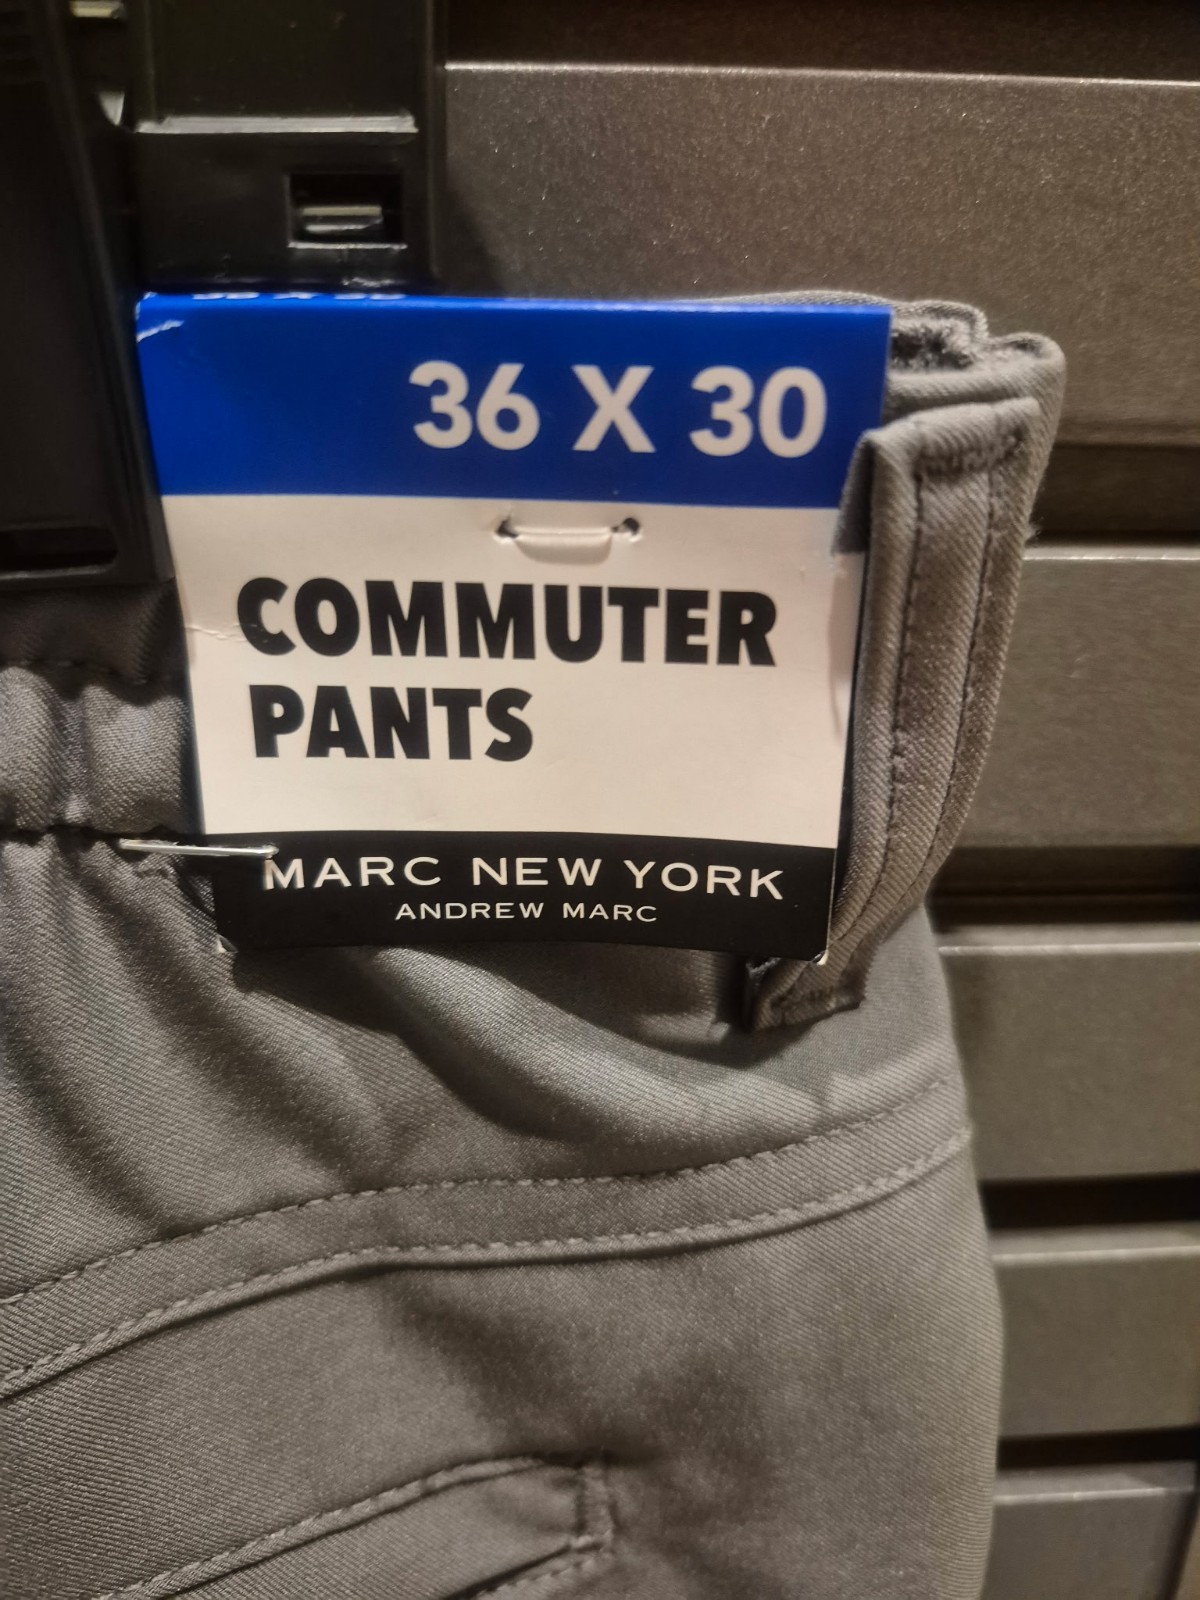 36 X 30
COMMUTER
PANTS
MARC NEW YORK
ANDREW MARC